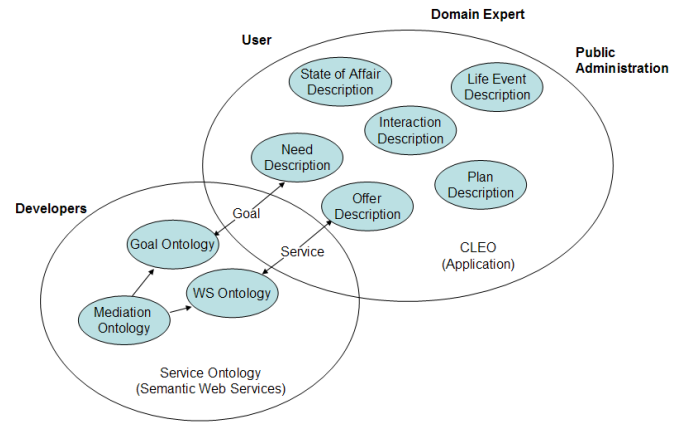 Domain Expert
User
Public
Administration
State of Affair
Description
Life Event
Description
Interaction
Description
Need
Description
Plan
Description
Offer
Description
Developers
Goal
Goal Ontology
Service
CLEO
(Application)
WS Ontology
Mediation
Ontology
Service Ontology
(Semantic Web Services)